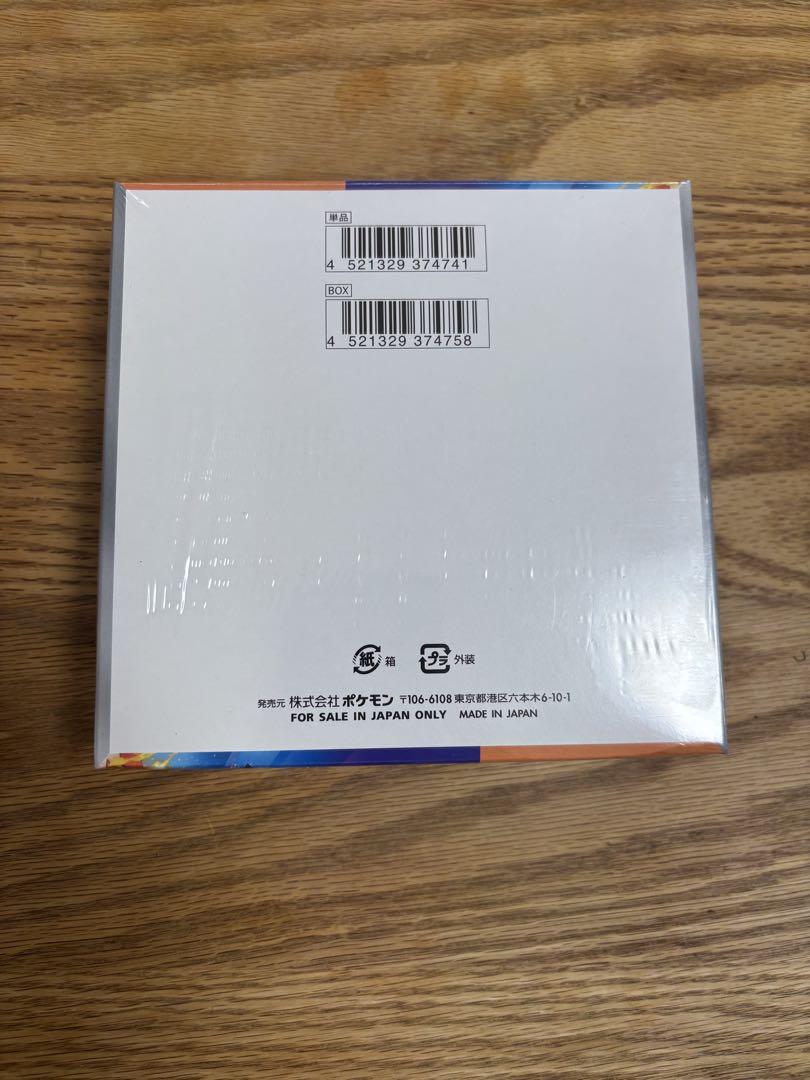 単品
4 521329 374741
BOX
4 521329 374758
紙 箱 プラ 外装
発売元 株式会社 ポケモン 〒106-6108 東京都港区六本木6-10-1
FOR SALE IN JAPAN ONLY MADE IN JAPAN